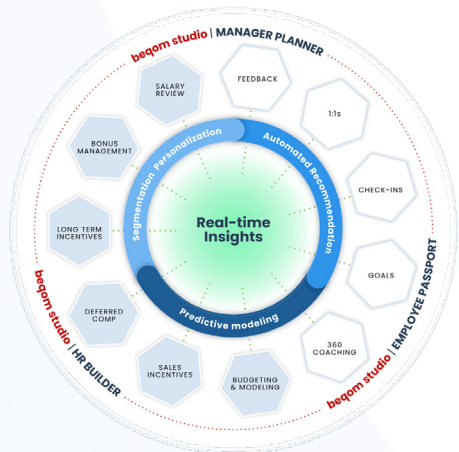 beqom studio | MANAGER PLANNER
FEEDBACK
1:1s
CHECK-INS
GOALS
360
COACHING
BUDGETING
& MODELING
SALES
INCENTIVES
DEFERRED
COMP
LONG TERM
INCENTIVES
BONUS
MANAGEMENT
SALARY
REVIEW
beqom studio | EMPLOYEE PASSPORT
beqom studio | HR BUILDER
Segmentation Personalization
Automated Recommendation
Predictive modeling
Real-time
Insights